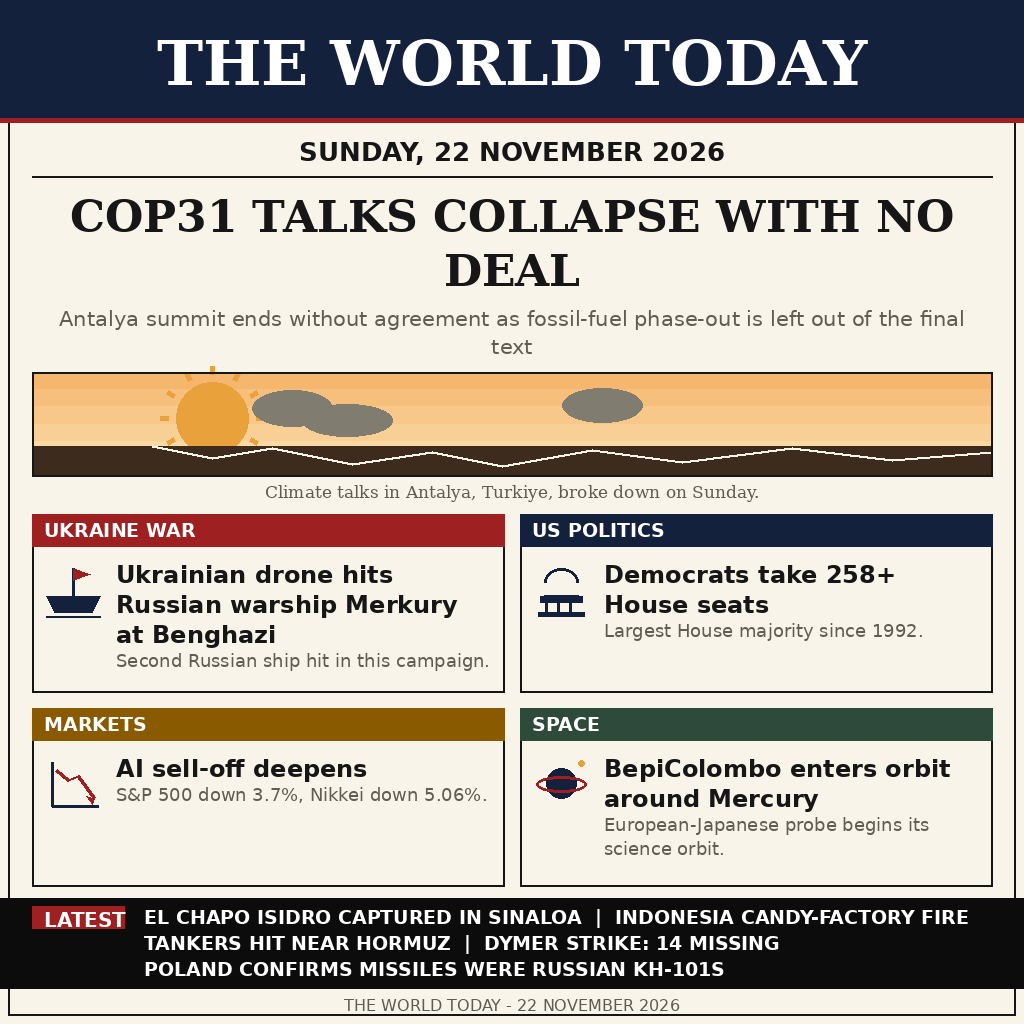 THE WORLD TODAY
SUNDAY, 22 NOVEMBER 2026
COP31 TALKS COLLAPSE WITH NO
DEAL
Antalya summit ends without agreement as fossil-fuel phase-out is left out of the final
text
Climate talks in Antalya, Turkiye, broke down on Sunday.
UKRAINE WAR
Ukrainian drone hits
Russian warship Merkury
at Benghazi
Second Russian ship hit in this campaign.
US POLITICS
Democrats take 258+
House seats
Largest House majority since 1992.
MARKETS
AI sell-off deepens
S&P 500 down 3.7%, Nikkei down 5.06%.
SPACE
BepiColombo enters orbit
around Mercury
European-Japanese probe begins its
science orbit.
LATEST
EL CHAPO ISIDRO CAPTURED IN SINALOA | INDONESIA CANDY-FACTORY FIRE
TANKERS HIT NEAR HORMUZ | DYMER STRIKE: 14 MISSING
POLAND CONFIRMS MISSILES WERE RUSSIAN KH-101S
THE WORLD TODAY - 22 NOVEMBER 2026